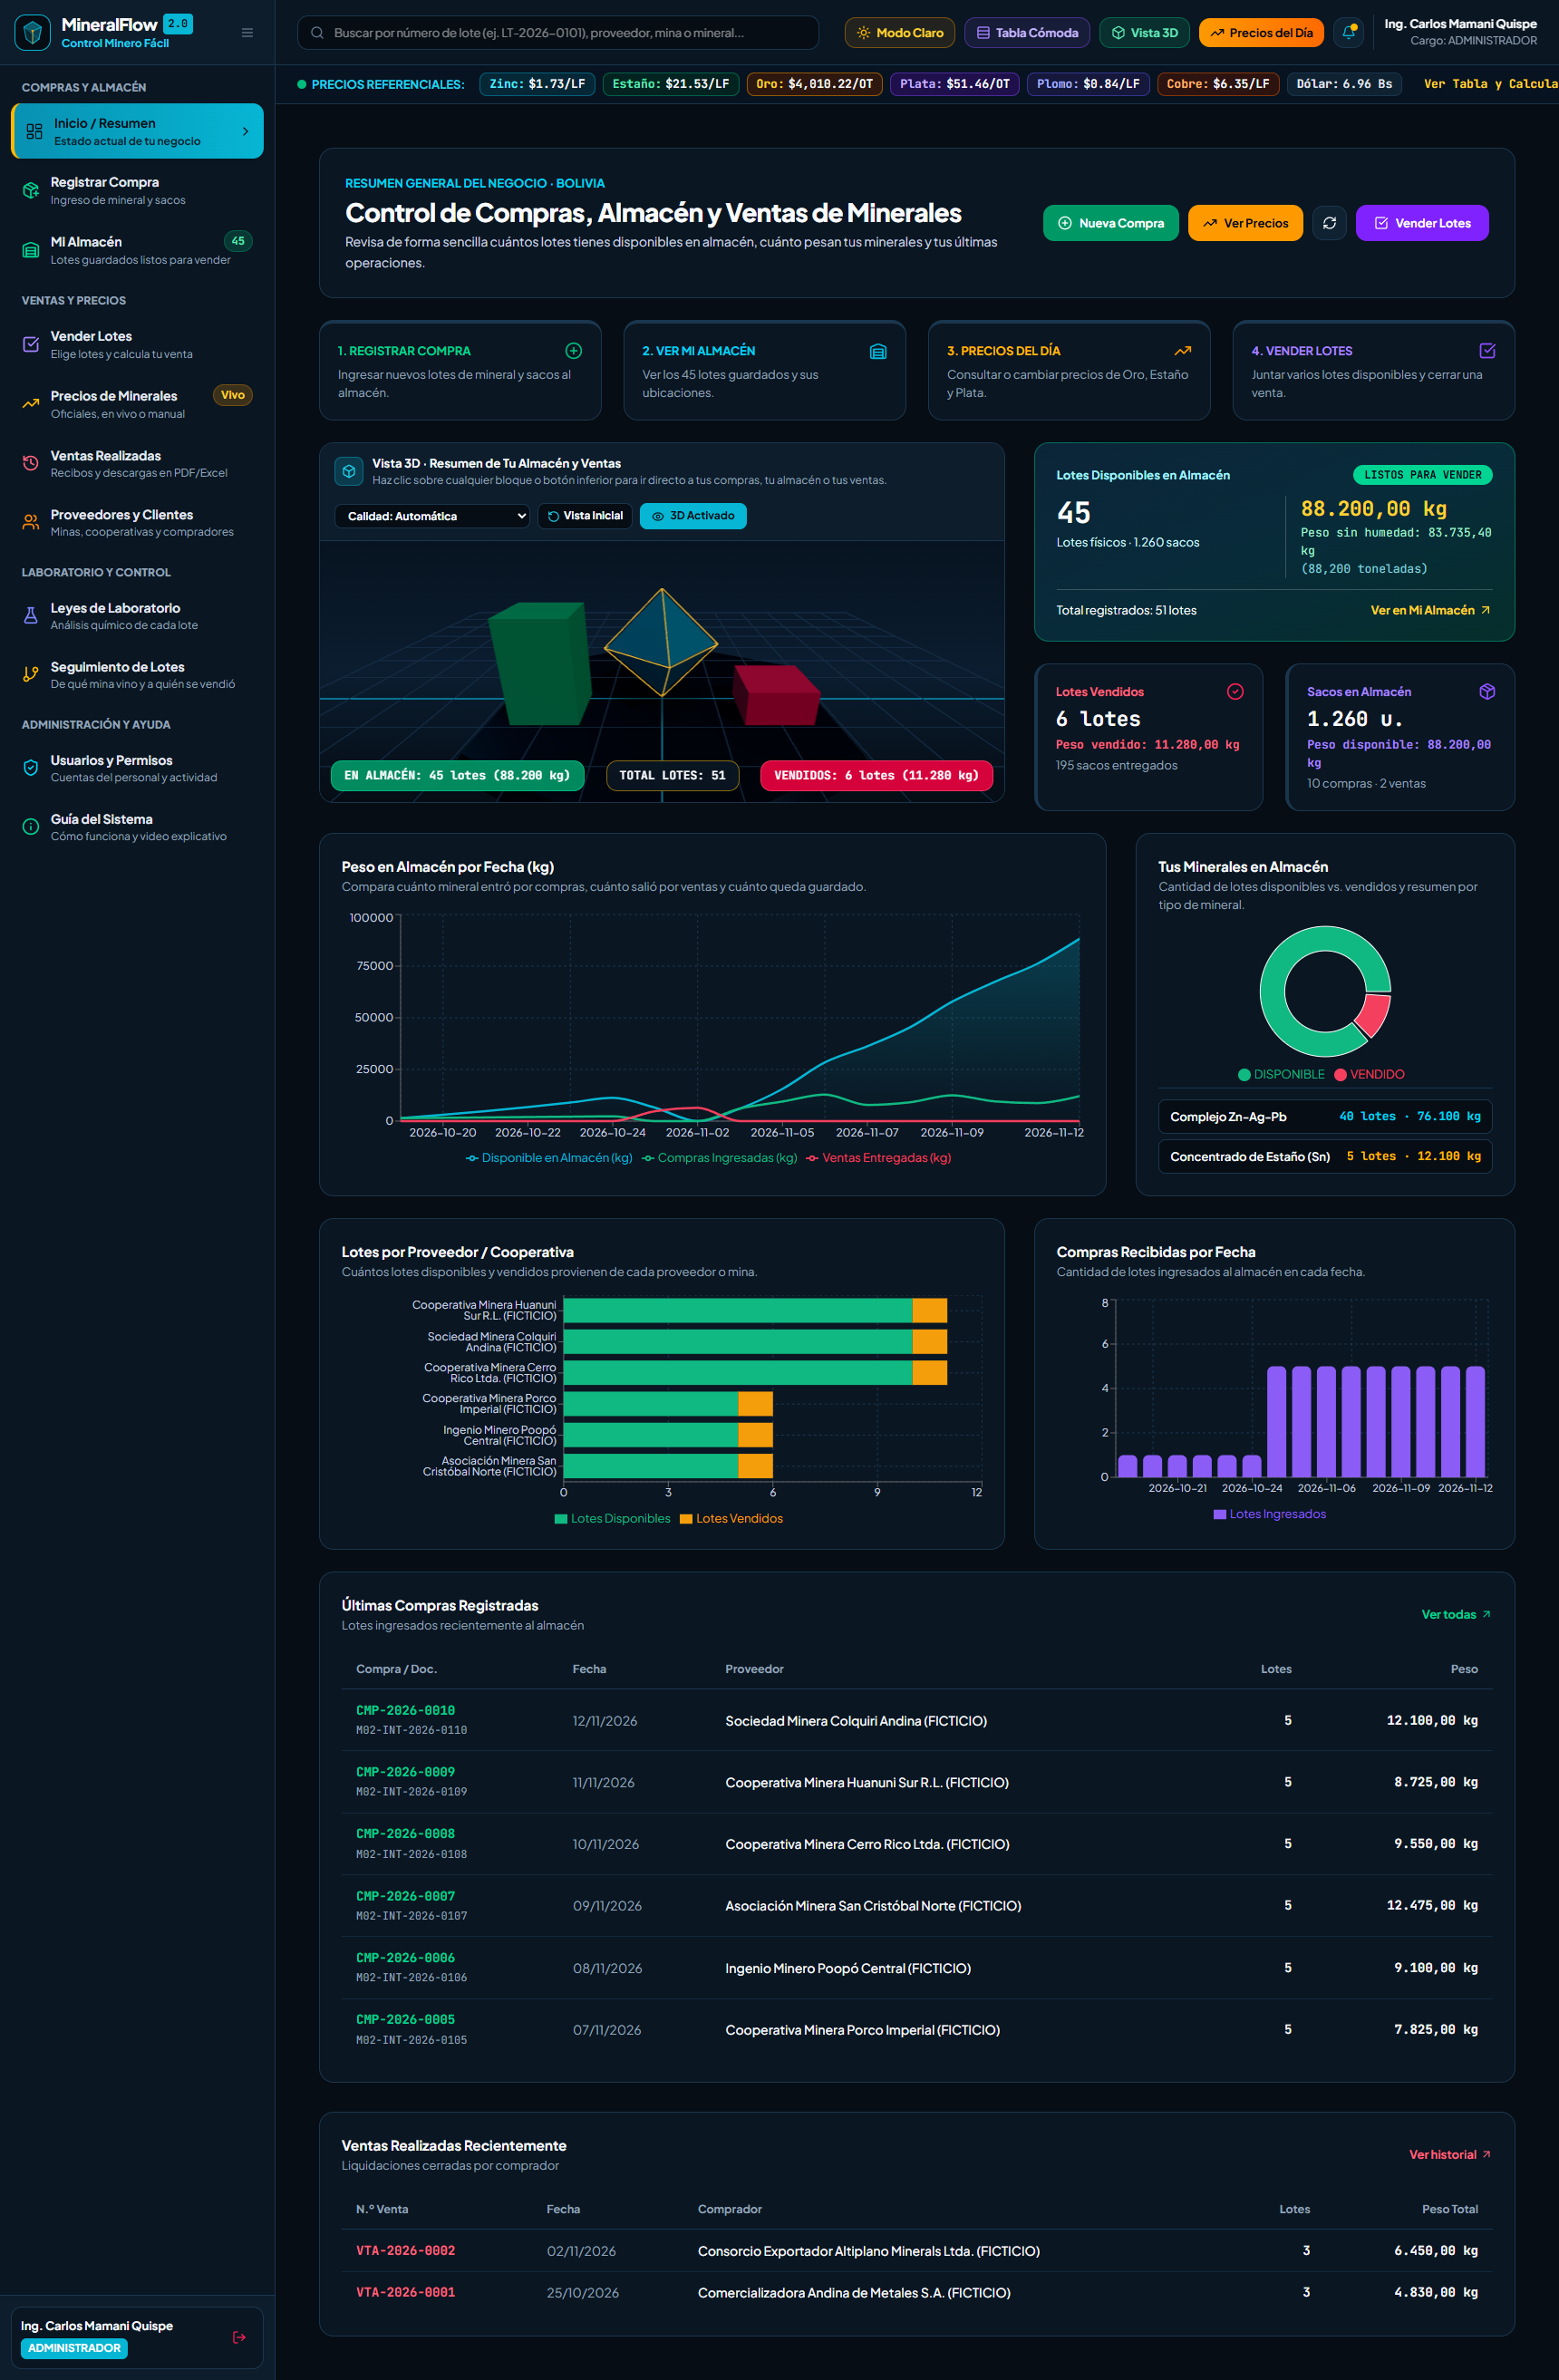 MineralFlow 2.0
Control Minero Fácil
COMPRAS Y ALMACÉN
Inicio / Resumen
Estado actual de tu negocio
Registrar Compra
Ingreso de mineral y sacos
Mi Almacén
45
Lotes guardados listos para vender
VENTAS Y PRECIOS
Vender Lotes
Elige lotes y calcula tu venta
Precios de Minerales
Vivo
Oficiales, en vivo o manual
Ventas Realizadas
Recibos y descargas en PDF/Excel
Proveedores y Clientes
Minas, cooperativas y compradores
LABORATORIO Y CONTROL
Leyes de Laboratorio
Análisis químico de cada lote
Seguimiento de Lotes
De qué mina vino y a quién se vendió
ADMINISTRACIÓN Y AYUDA
Usuarios y Permisos
Cuentas del personal y actividad
Guía del Sistema
Cómo funciona y video explicativo
Ing. Carlos Mamani Quispe
ADMINISTRADOR
Buscar por número de lote (ej. LT-2026-0101), proveedor, mina o mineral...
Modo Claro
Tabla Cómoda
Vista 3D
Precios del Día
Ing. Carlos Mamani Quispe
Cargo: ADMINISTRADOR
PRECIOS REFERENCIALES:
Zinc: $1.73/LF
Estaño: $21.53/LF
Oro: $4,010.22/OT
Plata: $51.46/OT
Plomo: $0.84/LF
Cobre: $6.35/LF
Dólar: 6.96 Bs
Ver Tabla y Calcula
RESUMEN GENERAL DEL NEGOCIO · BOLIVIA
Control de Compras, Almacén y Ventas de Minerales
Revisa de forma sencilla cuántos lotes tienes disponibles en almacén, cuánto pesan tus minerales y tus últimas
operaciones.
Nueva Compra
Ver Precios
Vender Lotes
1. REGISTRAR COMPRA
Ingresar nuevos lotes de mineral y sacos al
almacén.
2. VER MI ALMACÉN
Ver los 45 lotes guardados y sus
ubicaciones.
3. PRECIOS DEL DÍA
Consultar o cambiar precios de Oro, Estaño
y Plata.
4. VENDER LOTES
Juntar varios lotes disponibles y cerrar una
venta.
Vista 3D · Resumen de Tu Almacén y Ventas
Haz clic sobre cualquier bloque o botón inferior para ir directo a tus compras, tu almacén o tus ventas.
Calidad: Automática
Vista Inicial
3D Activado
EN ALMACÉN: 45 lotes (88.200 kg)
TOTAL LOTES: 51
VENDIDOS: 6 lotes (11.280 kg)
Lotes Disponibles en Almacén
LISTOS PARA VENDER
45
Lotes físicos · 1.260 sacos
88.200,00 kg
Peso sin humedad: 83.735,40
kg
(88,200 toneladas)
Total registrados: 51 lotes
Ver en Mi Almacén
Lotes Vendidos
6 lotes
Peso vendido: 11.280,00 kg
195 sacos entregados
Sacos en Almacén
1.260 u.
Peso disponible: 88.200,00
kg
10 compras · 2 ventas
Peso en Almacén por Fecha (kg)
Compara cuánto mineral entró por compras, cuánto salió por ventas y cuánto queda guardado.
100000
75000
50000
25000
0
2026-10-20 2026-10-22 2026-10-24 2026-11-02 2026-11-05 2026-11-07 2026-11-09 2026-11-12
Disponible en Almacén (kg) Compras Ingresadas (kg) Ventas Entregadas (kg)
Tus Minerales en Almacén
Cantidad de lotes disponibles vs. vendidos y resumen por
tipo de mineral.
DISPONIBLE VENDIDO
Complejo Zn-Ag-Pb 40 lotes · 76.100 kg
Concentrado de Estaño (Sn) 5 lotes · 12.100 kg
Lotes por Proveedor / Cooperativa
Cuántos lotes disponibles y vendidos provienen de cada proveedor o mina.
Cooperativa Minera Huanuni
Sur R.L. (FICTICIO)
Sociedad Minera Colquiri
Andina (FICTICIO)
Cooperativa Minera Cerro
Rico Ltda. (FICTICIO)
Cooperativa Minera Porco
Imperial (FICTICIO)
Ingenio Minero Poopó
Central (FICTICIO)
Asociación Minera San
Cristóbal Norte (FICTICIO)
0 3 6 9 12
Lotes Disponibles Lotes Vendidos
Compras Recibidas por Fecha
Cantidad de lotes ingresados al almacén en cada fecha.
8
6
4
2
0
2026-10-21 2026-10-24 2026-11-06 2026-11-09 2026-11-12
Lotes Ingresados
Últimas Compras Registradas
Lotes ingresados recientemente al almacén
Ver todas
Compra / Doc. Fecha Proveedor Lotes Peso
CMP-2026-0010
M02-INT-2026-0110
12/11/2026 Sociedad Minera Colquiri Andina (FICTICIO) 5 12.100,00 kg
CMP-2026-0009
M02-INT-2026-0109
11/11/2026 Cooperativa Minera Huanuni Sur R.L. (FICTICIO) 5 8.725,00 kg
CMP-2026-0008
M02-INT-2026-0108
10/11/2026 Cooperativa Minera Cerro Rico Ltda. (FICTICIO) 5 9.550,00 kg
CMP-2026-0007
M02-INT-2026-0107
09/11/2026 Asociación Minera San Cristóbal Norte (FICTICIO) 5 12.475,00 kg
CMP-2026-0006
M02-INT-2026-0106
08/11/2026 Ingenio Minero Poopó Central (FICTICIO) 5 9.100,00 kg
CMP-2026-0005
M02-INT-2026-0105
07/11/2026 Cooperativa Minera Porco Imperial (FICTICIO) 5 7.825,00 kg
Ventas Realizadas Recientemente
Liquidaciones cerradas por comprador
Ver historial
N.º Venta Fecha Comprador Lotes Peso Total
VTA-2026-0002 02/11/2026 Consorcio Exportador Altiplano Minerals Ltda. (FICTICIO) 3 6.450,00 kg
VTA-2026-0001 25/10/2026 Comercializadora Andina de Metales S.A. (FICTICIO) 3 4.830,00 kg